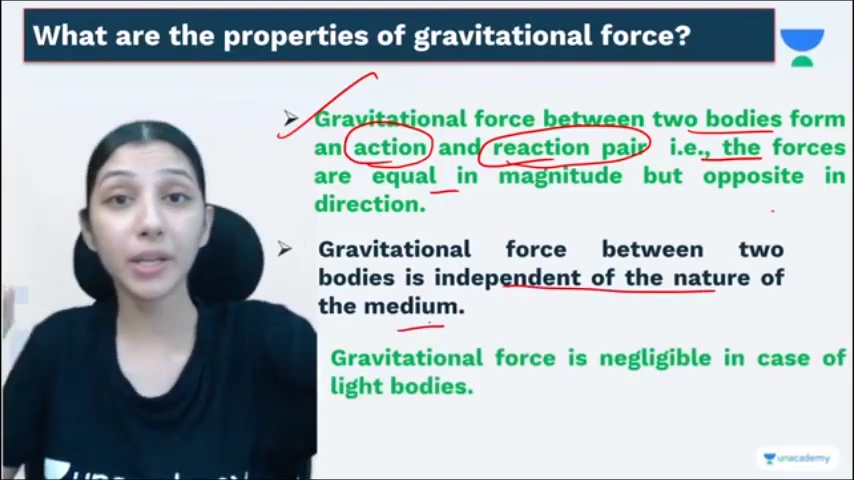 What are the properties of gravitational force?
Gravitational force between two bodies form
an action and reaction pair i.e., the forces
are equal in magnitude but opposite in
direction.
Gravitational force between two
bodies is independent of the nature of
the medium.
Gravitational force is negligible in case of
light bodies.
unacademy